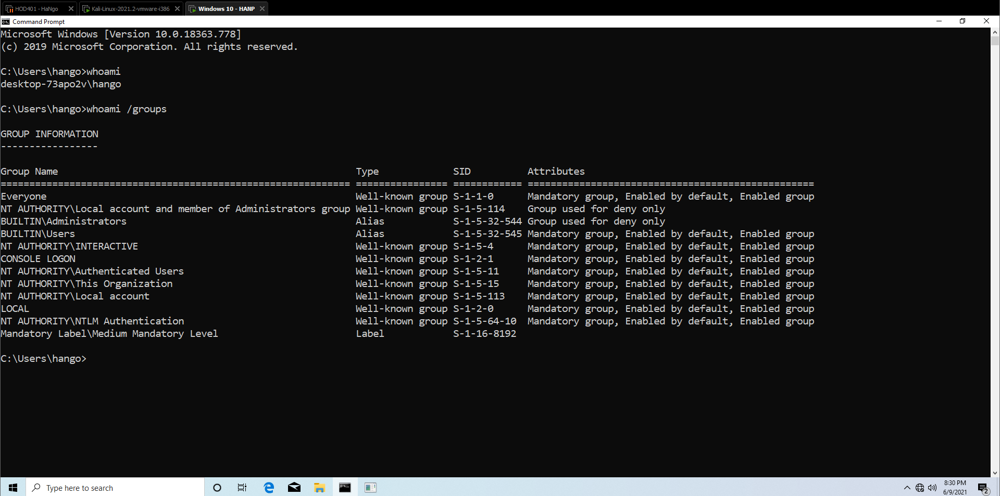 HOD401 - HaNgo
Kali-Linux-2021.2-vmware-i386
Windows 10 - HANP
Command Prompt
Microsoft Windows [Version 10.0.18363.778]
(c) 2019 Microsoft Corporation. All rights reserved.
C:\Users\hango>whoami
desktop-73apo2v\hango
C:\Users\hango>whoami /groups
GROUP INFORMATION
-----------------
Group Name Type SID Attributes
============================================================= ================ ============ ==================================================
Everyone Well-known group S-1-1-0 Mandatory group, Enabled by default, Enabled group
NT AUTHORITY\Local account and member of Administrators group Well-known group S-1-5-114 Group used for deny only
BUILTIN\Administrators Alias S-1-5-32-544 Group used for deny only
BUILTIN\Users Alias S-1-5-32-545 Mandatory group, Enabled by default, Enabled group
NT AUTHORITY\INTERACTIVE Well-known group S-1-5-4 Mandatory group, Enabled by default, Enabled group
CONSOLE LOGON Well-known group S-1-2-1 Mandatory group, Enabled by default, Enabled group
NT AUTHORITY\Authenticated Users Well-known group S-1-5-11 Mandatory group, Enabled by default, Enabled group
NT AUTHORITY\This Organization Well-known group S-1-5-15 Mandatory group, Enabled by default, Enabled group
NT AUTHORITY\Local account Well-known group S-1-5-113 Mandatory group, Enabled by default, Enabled group
LOCAL Well-known group S-1-2-0 Mandatory group, Enabled by default, Enabled group
NT AUTHORITY\NTLM Authentication Well-known group S-1-5-64-10 Mandatory group, Enabled by default, Enabled group
Mandatory Label\Medium Mandatory Level Label S-1-16-8192
C:\Users\hango>
Type here to search
8:30 PM
6/9/2021
2